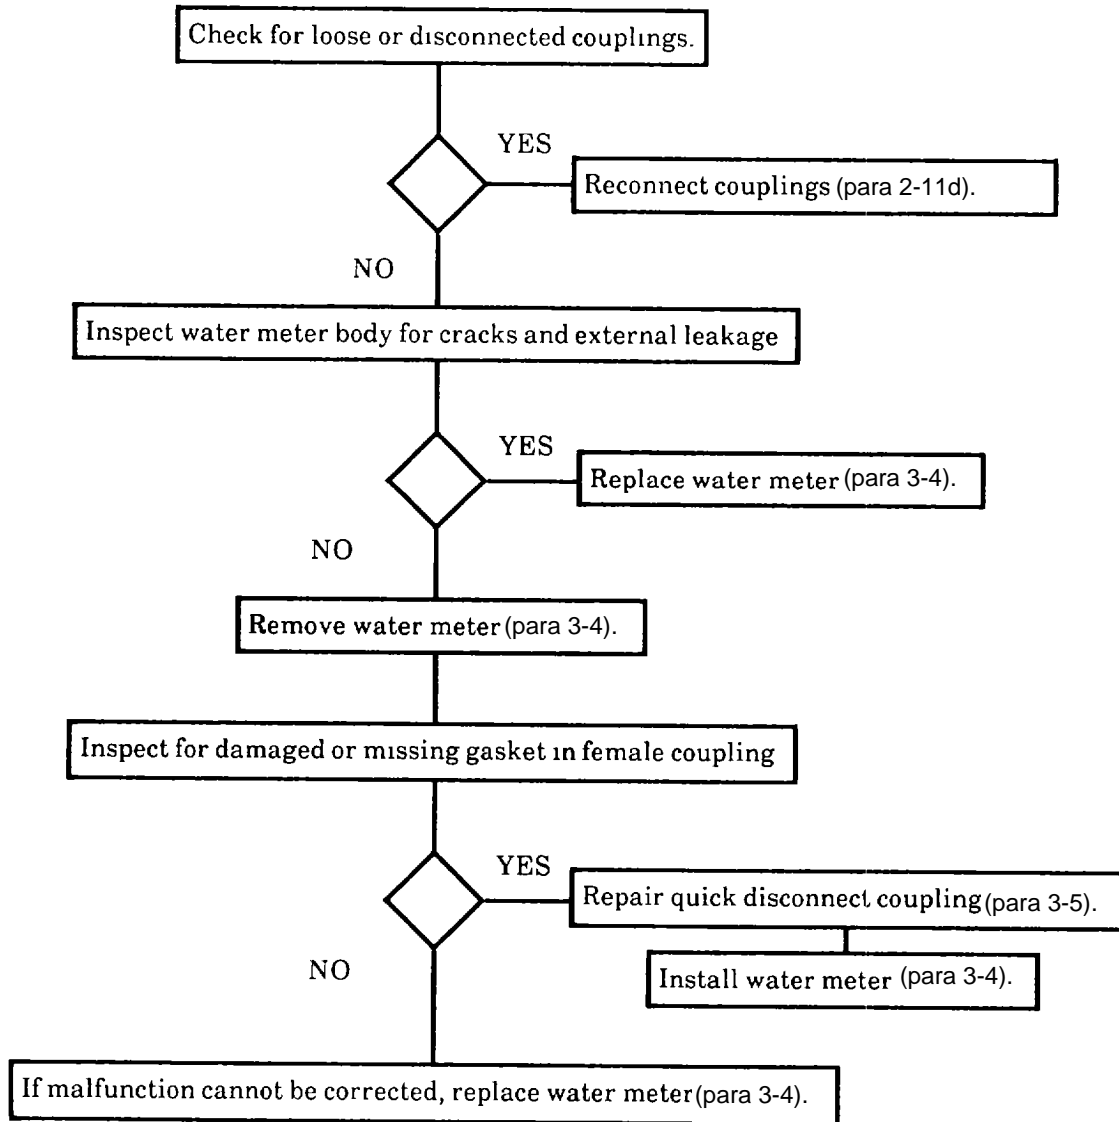 Check for loose or disconnected couplings.
YES
Reconnect couplings (para 2-11d).
NO
Inspect water meter body for cracks and external leakage
YES
Replace water meter (para 3-4).
NO
Remove water meter (para 3-4).
Inspect for damaged or missing gasket in female coupling
YES
Repair quick disconnect coupling (para 3-5).
Install water meter (para 3-4).
NO
If malfunction cannot be corrected, replace water meter (para 3-4).